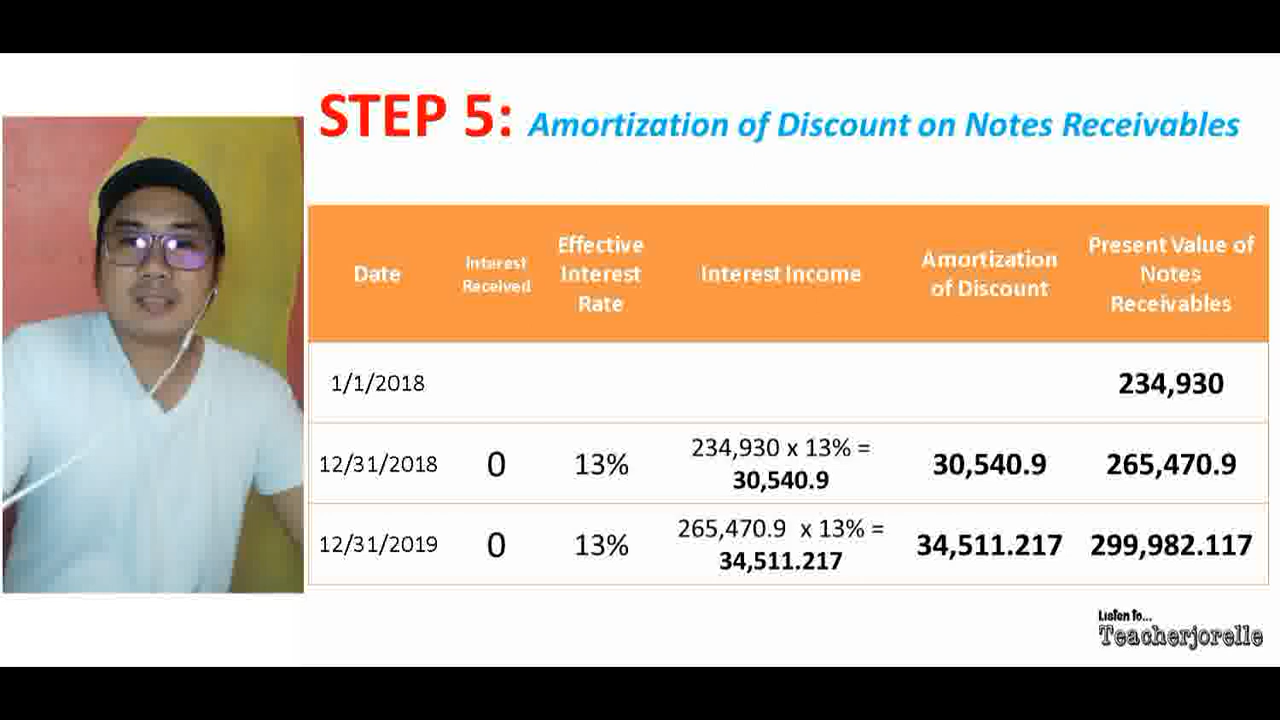 STEP 5: Amortization of Discount on Notes Receivables
Date
Interest
Received
Effective
Interest
Rate
Interest Income
Amortization
of Discount
Present Value of
Notes
Receivables
1/1/2018
234,930
12/31/2018
0
13%
234,930 x 13% =
30,540.9
30,540.9
265,470.9
12/31/2019
0
13%
265,470.9 x 13% =
34,511.217
34,511.217
299,982.117
Listen to...
Teacherjorelle